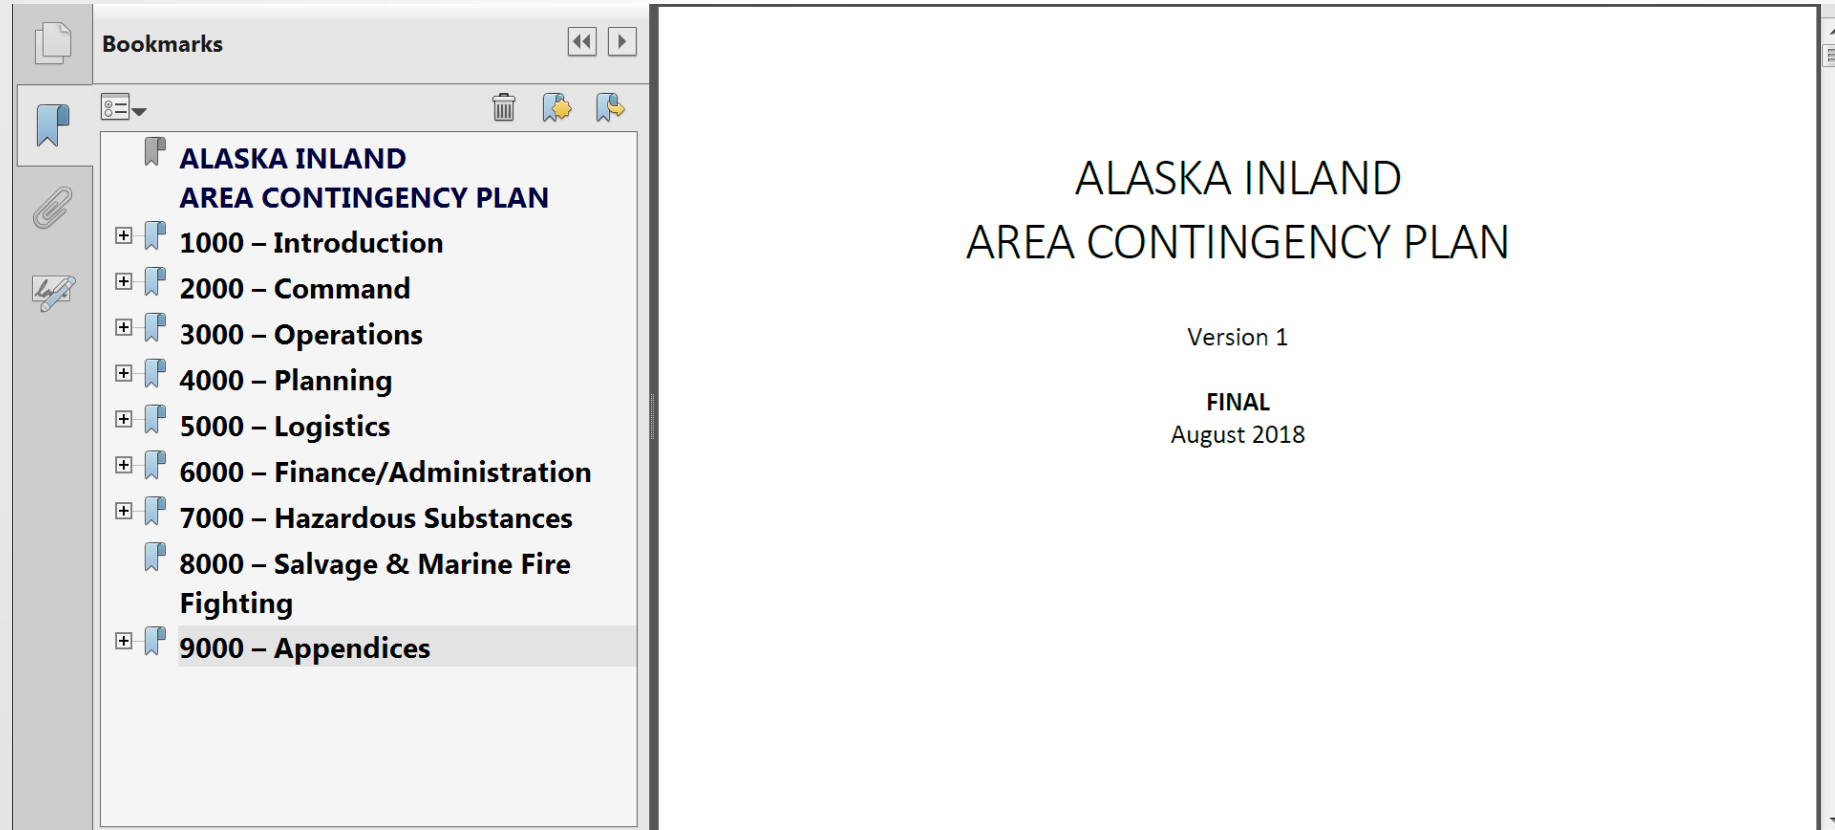 Bookmarks
ALASKA INLAND
AREA CONTINGENCY PLAN
1000 – Introduction
2000 – Command
3000 – Operations
4000 – Planning
5000 – Logistics
6000 – Finance/Administration
7000 – Hazardous Substances
8000 – Salvage & Marine Fire
Fighting
9000 – Appendices
ALASKA INLAND
AREA CONTINGENCY PLAN
Version 1
FINAL
August 2018